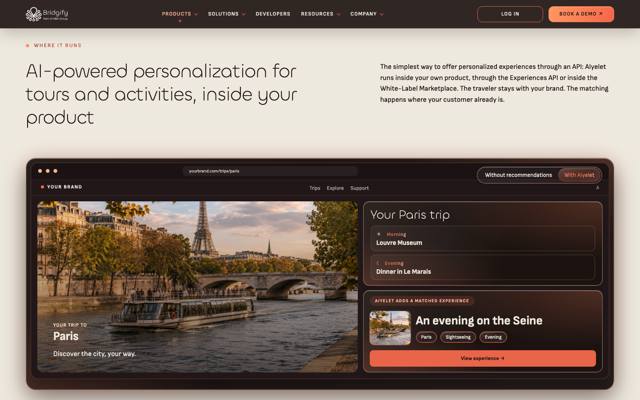 Bridgify
PRODUCTS
SOLUTIONS
DEVELOPERS
RESOURCES
COMPANY
LOG IN
BOOK A DEMO ↗
WHERE IT RUNS
AI-powered personalization for
tours and activities, inside your
product
The simplest way to offer personalized experiences through an API: Aiyelet
runs inside your own product, through the Experiences API or inside the
White-Label Marketplace. The traveler stays with your brand. The matching
happens where your customer already is.
yourbrand.com/trips/paris
Without recommendations
With Aiyelet
YOUR BRAND
Trips
Explore
Support
YOUR TRIP TO
Paris
Discover the city, your way.
Your Paris trip
Morning
Louvre Museum
Evening
Dinner in Le Marais
AIYELET ADDS A MATCHED EXPERIENCE
An evening on the Seine
Paris
Sightseeing
Evening
View experience →